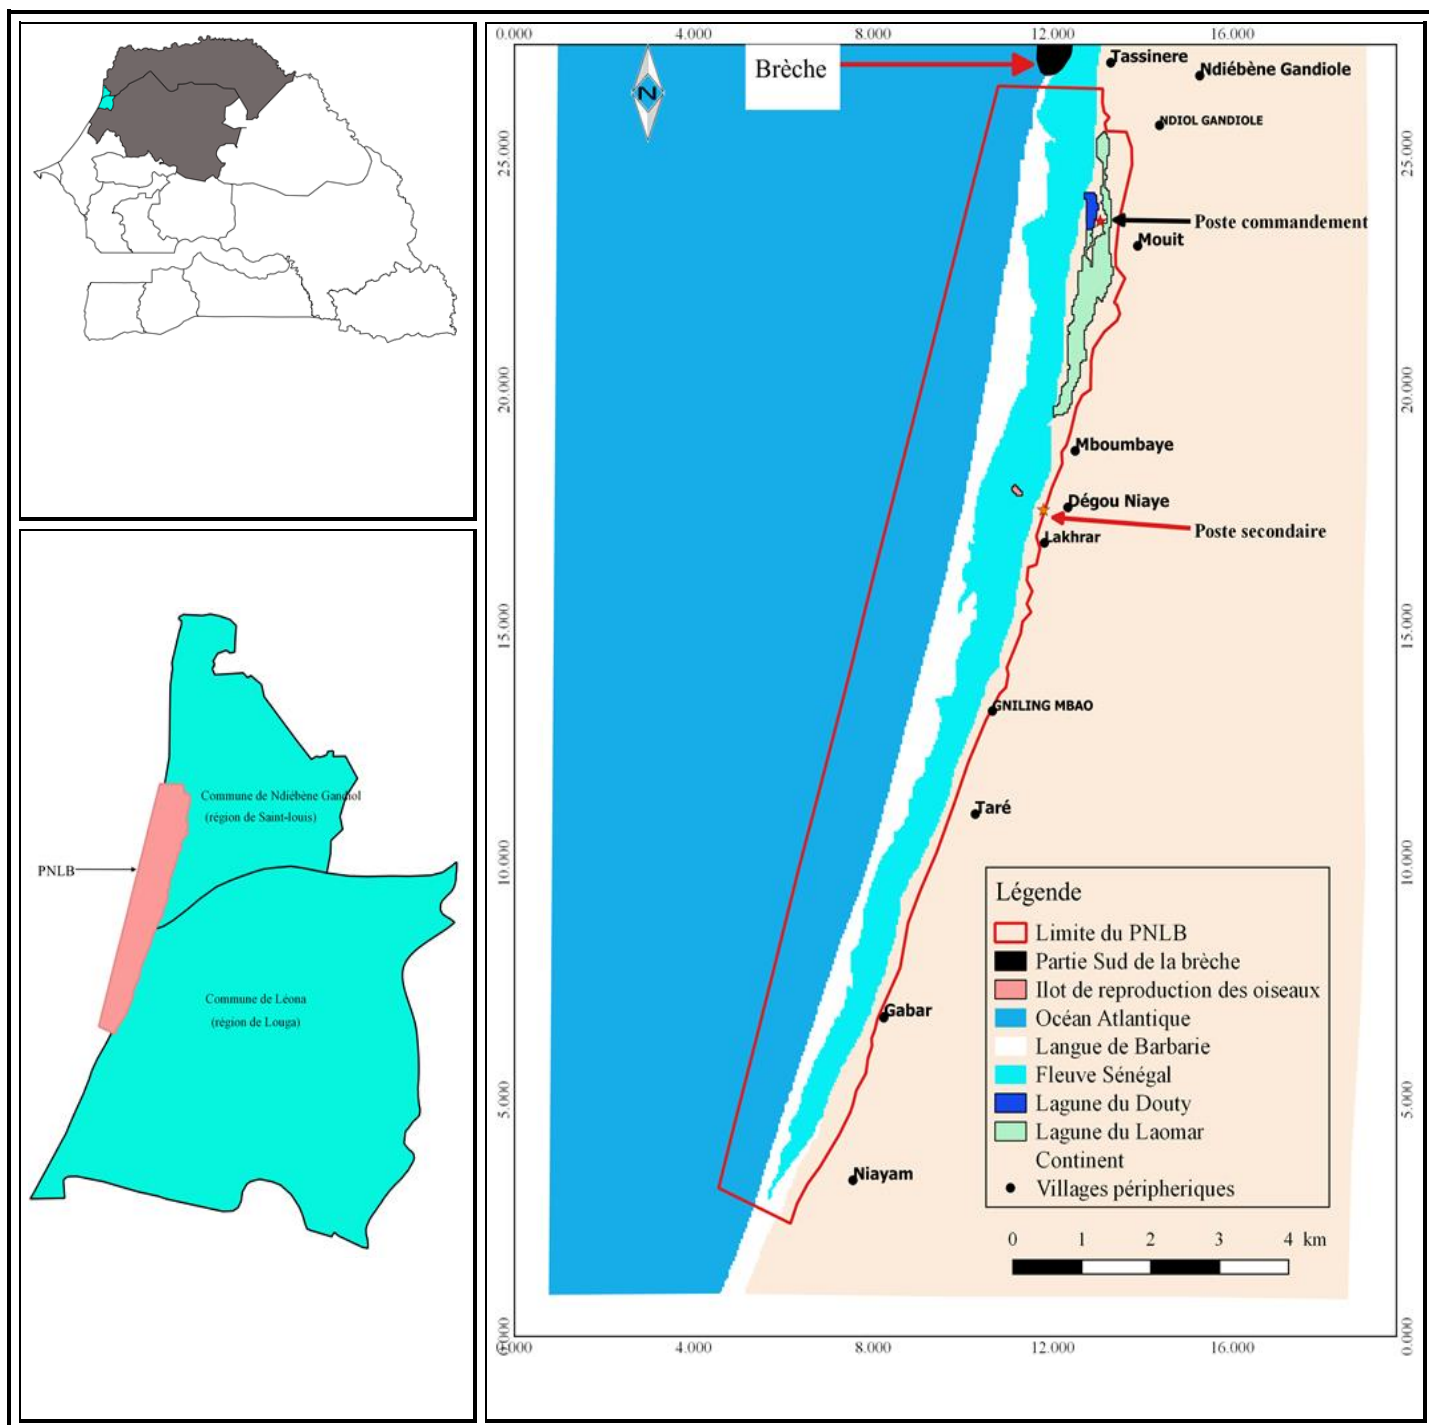 Commune de Ndiébène Gandiol
(région de Saint-louis)
PNLB
Commune de Léona
(région de Louga)
0.000 4.000 8.000 12.000 16.000
Brèche
N
Tassinere
Ndiébène Gandiole
NDIOL GANDIOLE
25.000 25.000
Poste commandement
Mouit
20.000 20.000
Mboumbaye
Dégou Niaye
Poste secondaire
Lakhrar
15.000 15.000
GNILING MBAO
Taré
10.000 10.000
Légende
Limite du PNLB
Partie Sud de la brèche
Ilot de reproduction des oiseaux
Océan Atlantique
Langue de Barbarie
Fleuve Sénégal
Lagune du Douty
Lagune du Laomar
Continent
Villages péripheriques
Gabar
5.000 5.000
Niayam
0 1 2 3 4 km
0.000 0.000
0.000 4.000 8.000 12.000 16.000